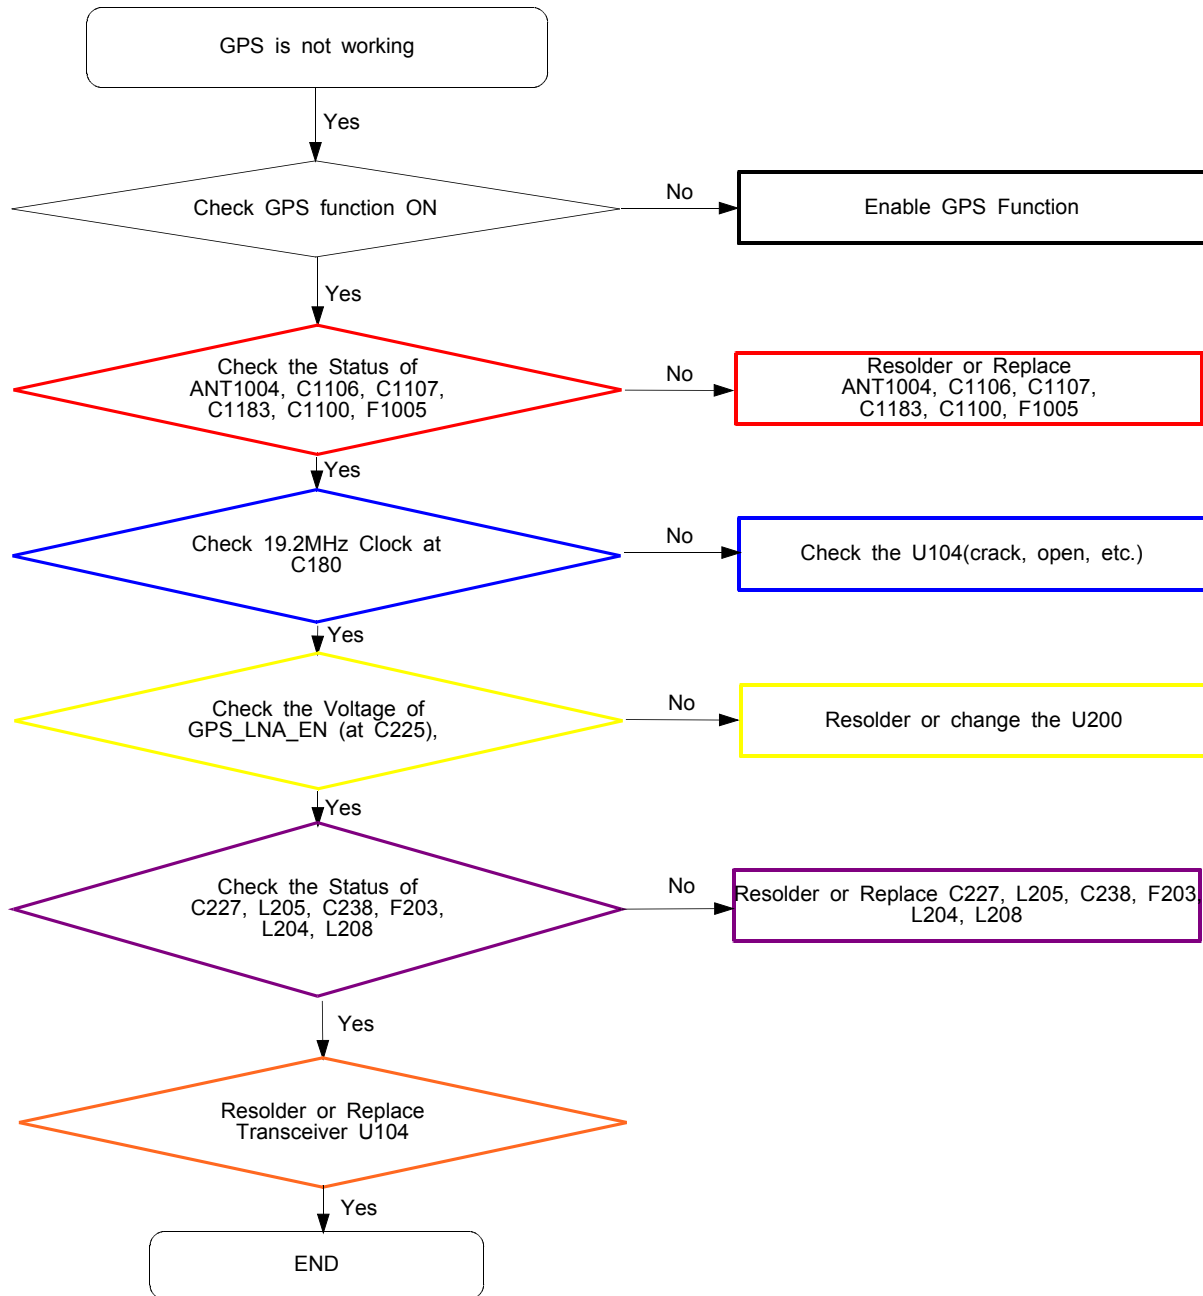 GPS is not working
Yes
Check GPS function ON
No
Enable GPS Function
Yes
Check the Status of
ANT1004, C1106, C1107,
C1183, C1100, F1005
No
Resolder or Replace
ANT1004, C1106, C1107,
C1183, C1100, F1005
Yes
Check 19.2MHz Clock at
C180
No
Check the U104(crack, open, etc.)
Yes
Check the Voltage of
GPS_LNA_EN (at C225),
No
Resolder or change the U200
Yes
Check the Status of
C227, L205, C238, F203,
L204, L208
No
Resolder or Replace C227, L205, C238, F203,
L204, L208
Yes
Resolder or Replace
Transceiver U104
Yes
END